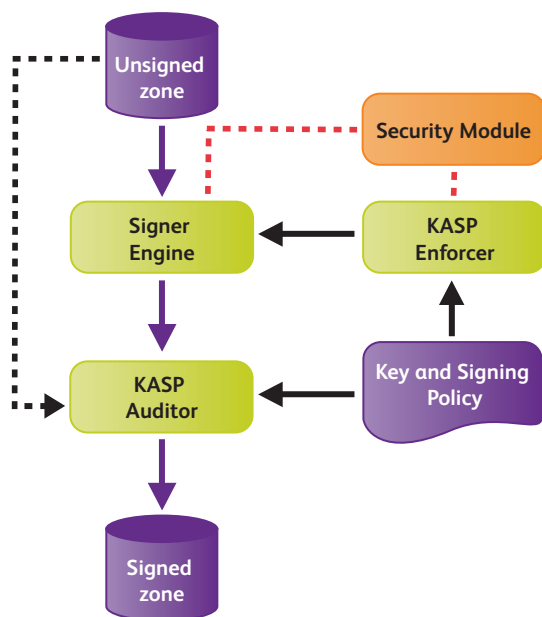 Unsigned
zone
Security Module
Signer
Engine
KASP
Enforcer
Key and Signing
Policy
KASP
Auditor
Signed
zone